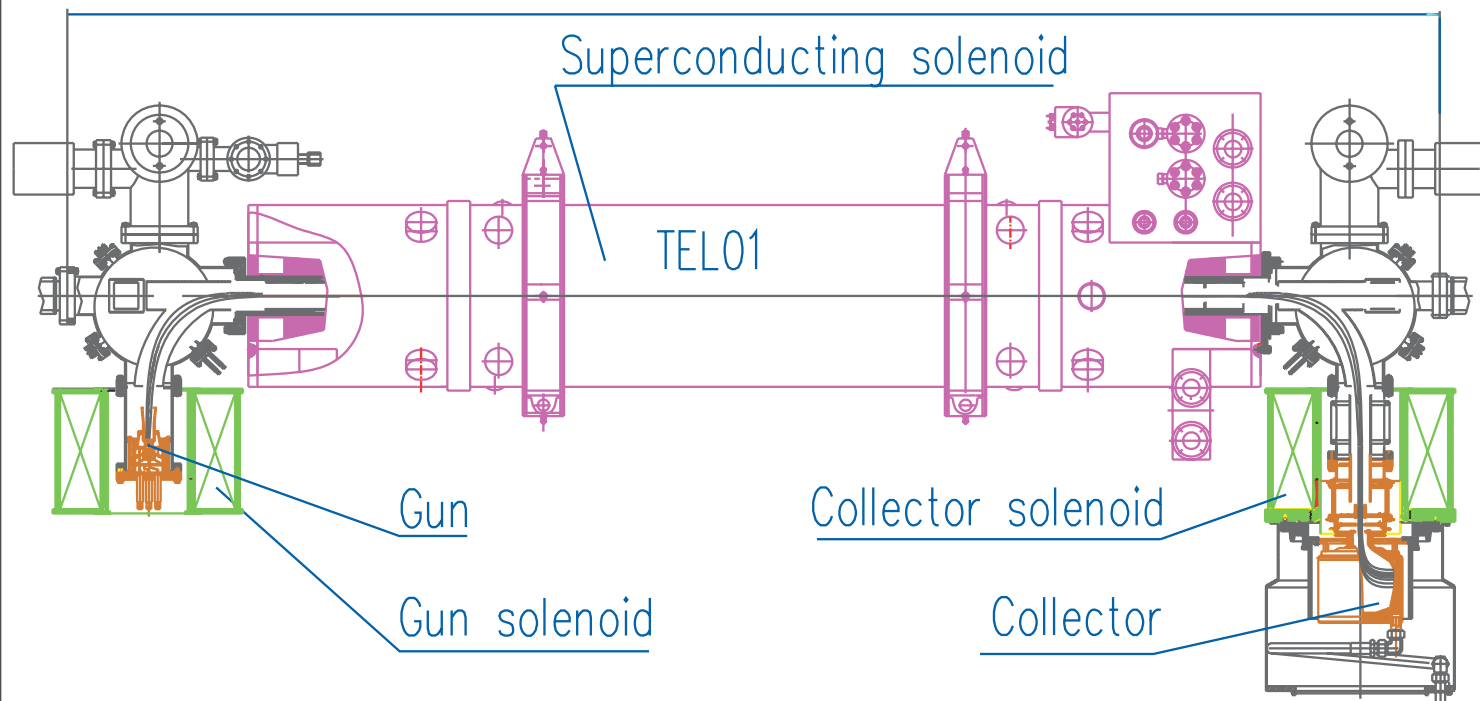 Superconducting solenoid
TEL01
Gun
Collector solenoid
Gun solenoid
Collector